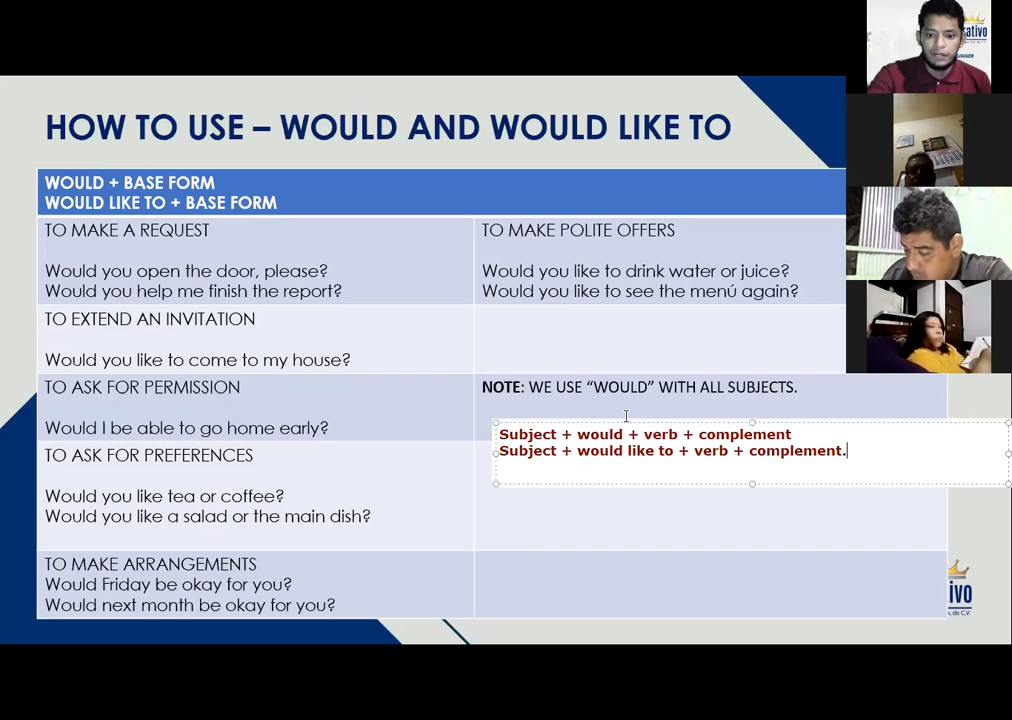 HOW TO USE – WOULD AND WOULD LIKE TO
WOULD + BASE FORM
WOULD LIKE TO + BASE FORM
TO MAKE A REQUEST
Would you open the door, please?
Would you help me finish the report?
TO MAKE POLITE OFFERS
Would you like to drink water or juice?
Would you like to see the menú again?
TO EXTEND AN INVITATION
Would you like to come to my house?
TO ASK FOR PERMISSION
Would I be able to go home early?
NOTE: WE USE “WOULD” WITH ALL SUBJECTS.
Subject + would + verb + complement
Subject + would like to + verb + complement.
TO ASK FOR PREFERENCES
Would you like tea or coffee?
Would you like a salad or the main dish?
TO MAKE ARRANGEMENTS
Would Friday be okay for you?
Would next month be okay for you?
ativo
ivo
. de C.V.